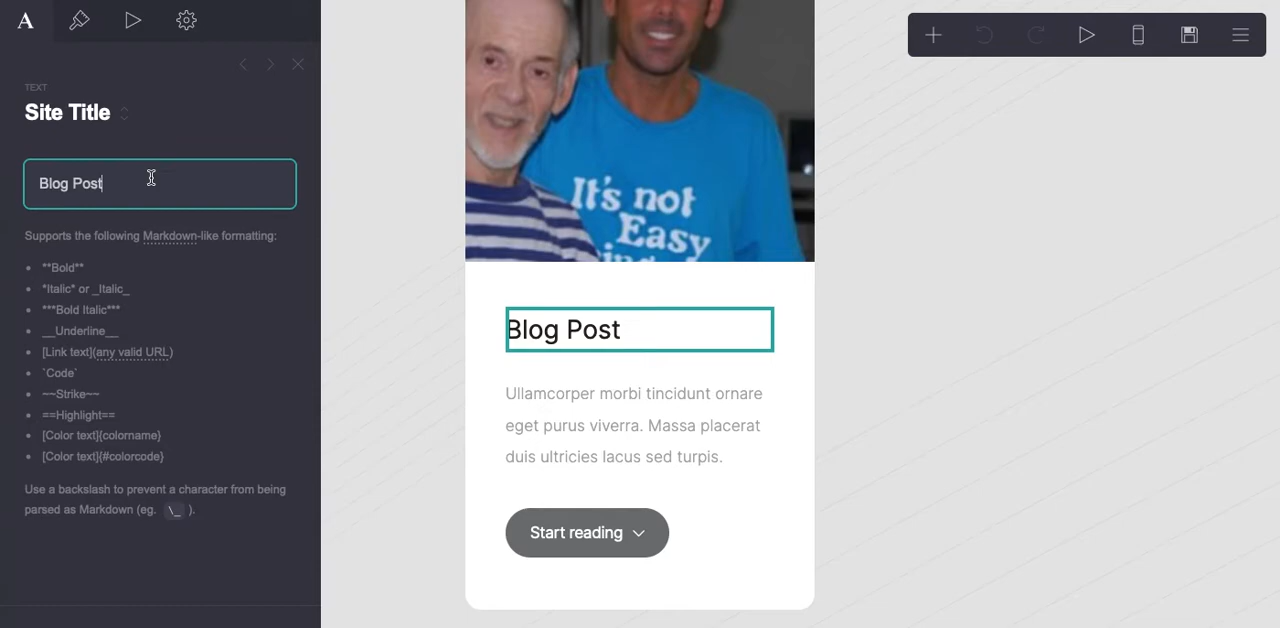 A
TEXT
Site Title
Blog Post
Supports the following Markdown-like formatting:
**Bold**
*Italic* or _Italic_
***Bold Italic***
__Underline__
[Link text](any valid URL)
`Code`
~~Strike~~
==Highlight==
[Color text]{colorname}
[Color text]{#colorcode}
Use a backslash to prevent a character from being
parsed as Markdown (eg. \_ ).
It's not
Easy
Blog Post
Ullamcorper morbi tincidunt ornare
eget purus viverra. Massa placerat
duis ultricies lacus sed turpis.
Start reading